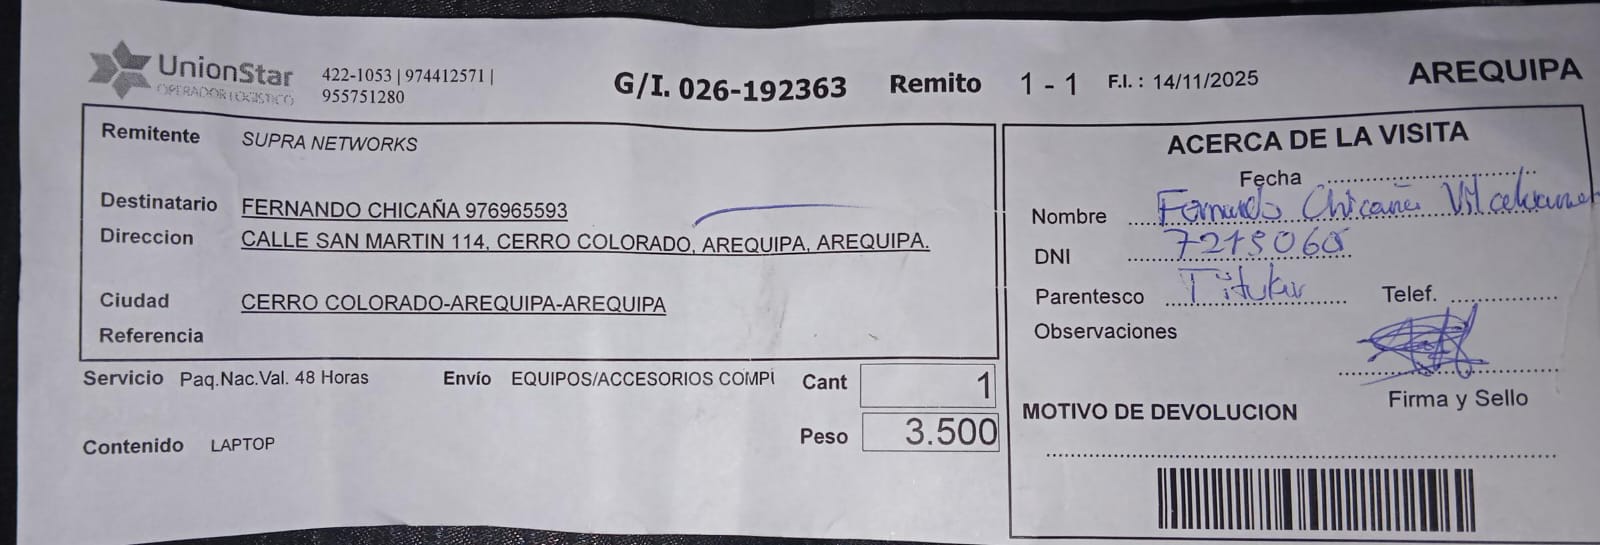 UnionStar
OPERADOR LOGISTICO
422-1053 | 974412571 |
955751280
G/I. 026-192363 Remito 1 - 1 F.I. : 14/11/2025
AREQUIPA
Remitente SUPRA NETWORKS
Destinatario FERNANDO CHICAÑA 976965593
Direccion CALLE SAN MARTIN 114, CERRO COLORADO, AREQUIPA, AREQUIPA.
Ciudad CERRO COLORADO-AREQUIPA-AREQUIPA
Referencia
Servicio Paq.Nac.Val. 48 Horas Envío EQUIPOS/ACCESORIOS COMPU Cant 1
Peso 3.500
Contenido LAPTOP
ACERCA DE LA VISITA
Fecha
Nombre Fernando Chicaña
DNI
Parentesco Titular Telef.
Observaciones
Firma y Sello
MOTIVO DE DEVOLUCION